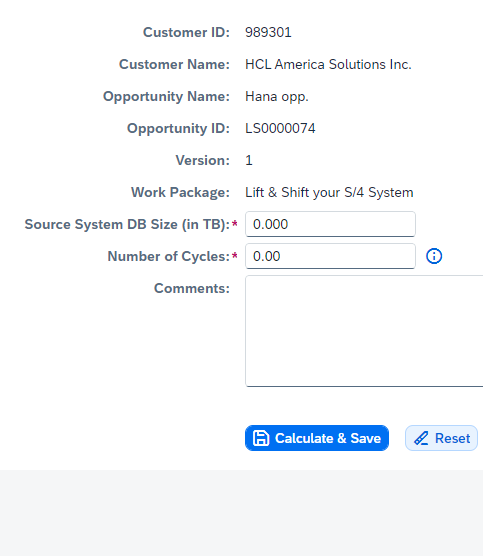 Customer ID: 989301
Customer Name: HCL America Solutions Inc.
Opportunity Name: Hana opp.
Opportunity ID: LS0000074
Version: 1
Work Package: Lift & Shift your S/4 System
Source System DB Size (in TB):* 0.000
Number of Cycles:* 0.00
Comments:
Calculate & Save Reset